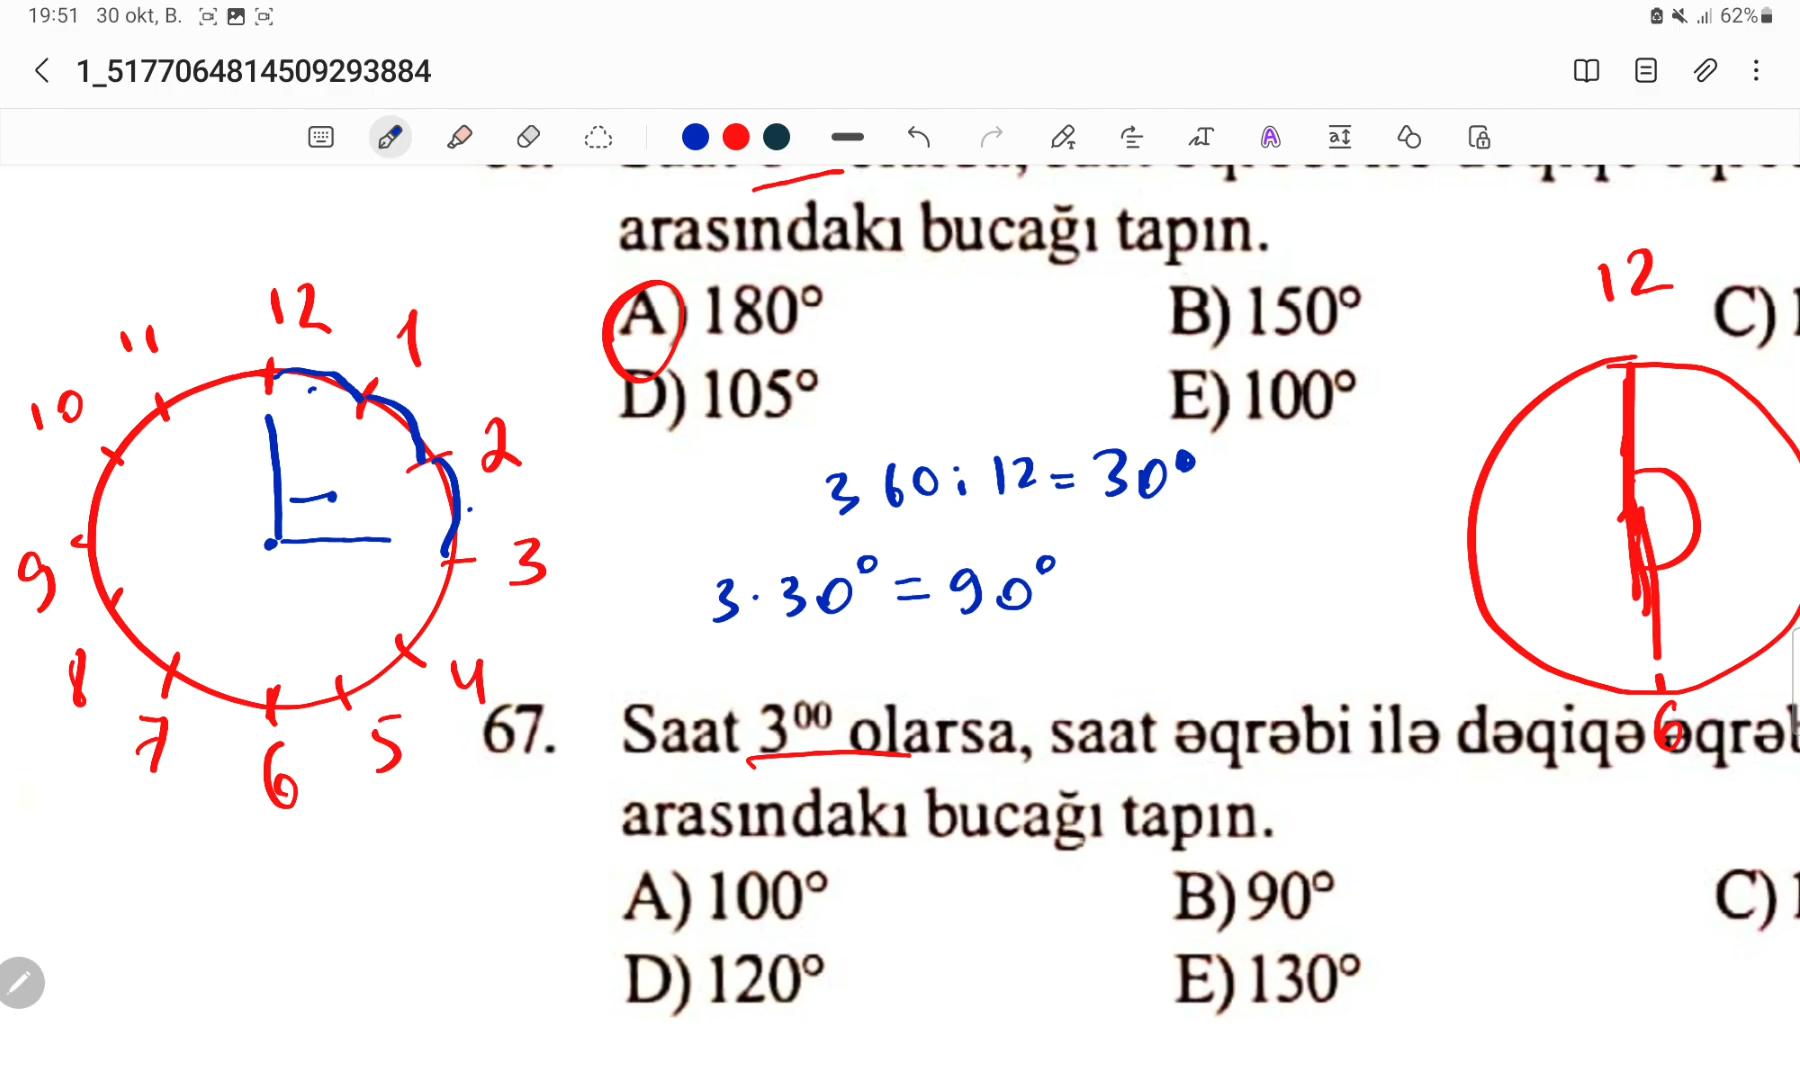 19:51 30 okt, B. 62%
1_5177064814509293884
arasındakı bucağı tapın.
A) 180° B) 150° C)
D) 105° E) 100°
12
1
2
3
4
5
6
7
8
9
10
11
360 : 12 = 30°
3 · 30° = 90°
12
6
67. Saat 3⁰⁰ olarsa, saat əqrəbi ilə dəqiqə
arasındakı bucağı tapın.
A) 100° B) 90° C)
D) 120° E) 130°